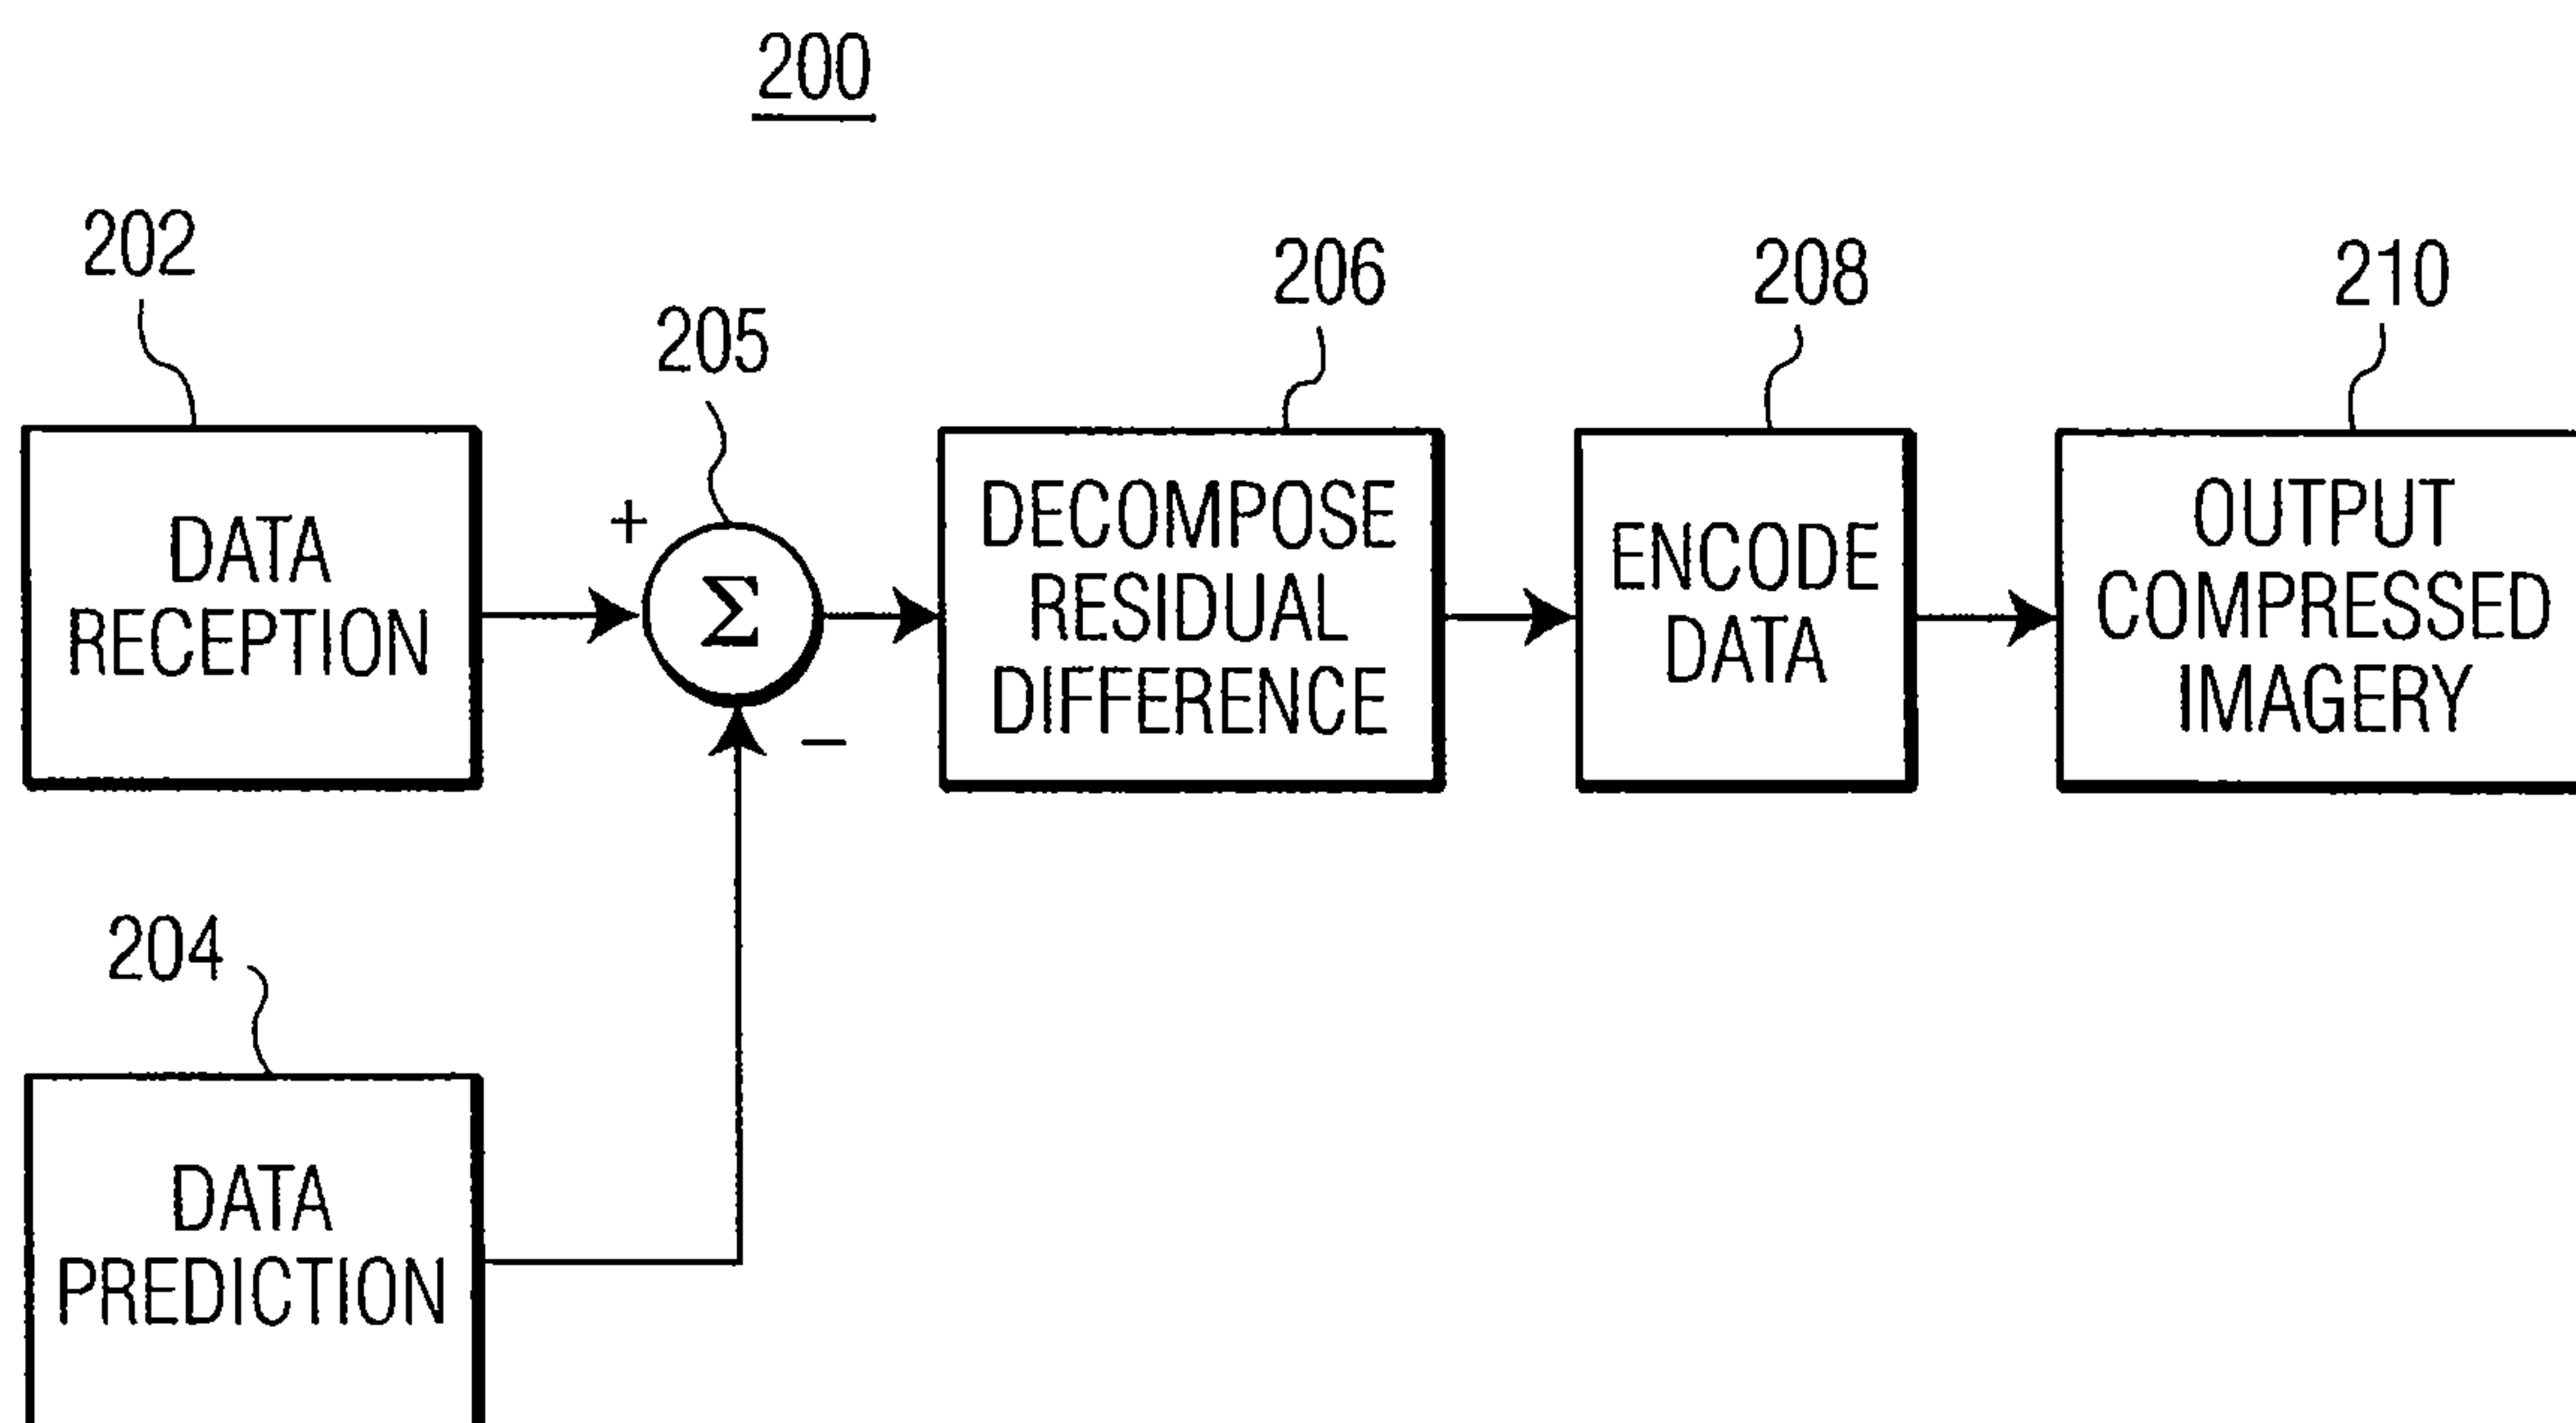 200
202
205
206
208
210
DATA
RECEPTION
+
Σ
−
DECOMPOSE
RESIDUAL
DIFFERENCE
ENCODE
DATA
OUTPUT
COMPRESSED
IMAGERY
204
DATA
PREDICTION